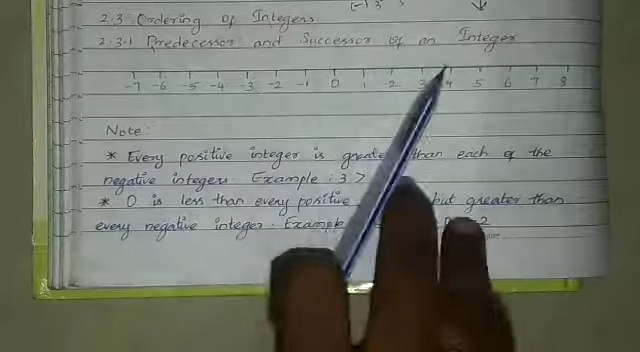 2.3 Ordering of Integers
2.3.1 Predecessor and Successor of an Integer
-7 -6 -5 -4 -3 -2 -1 0 1 2 3 4 5 6 7 8
Note:
* Every positive integer is greater than each of the
negative integers. Example : 3 >
* 0 is less than every positive but greater than
every negative integer. Example